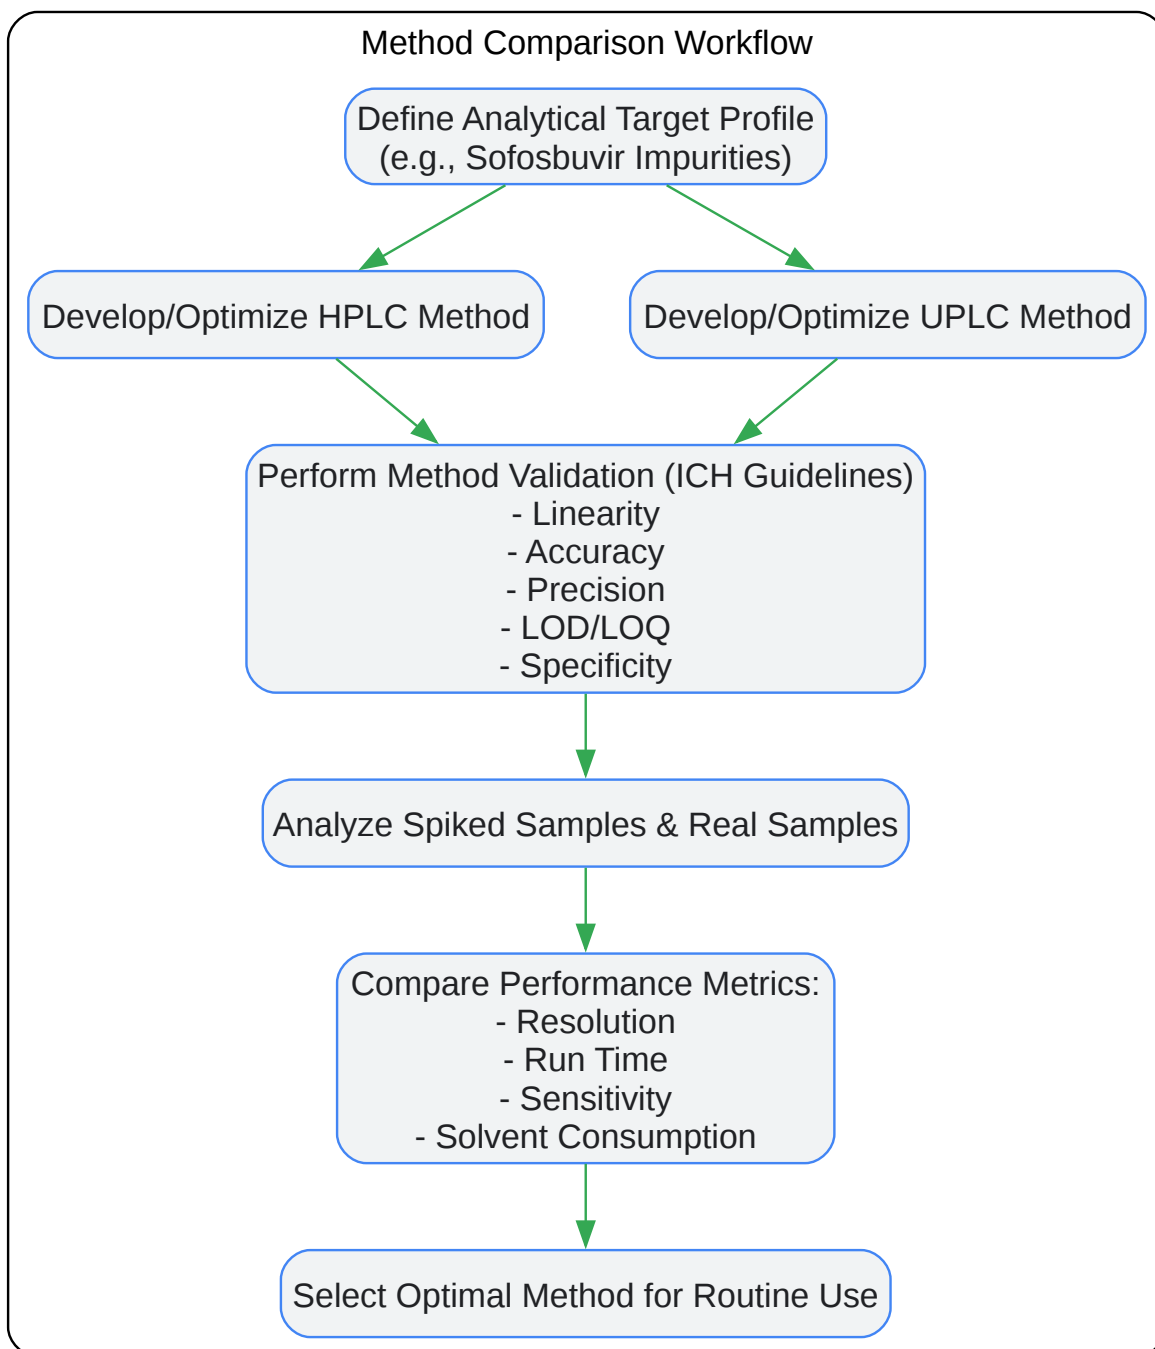 Method Comparison Workflow
Define Analytical Target Profile
(e.g., Sofosbuvir Impurities)
Develop/Optimize HPLC Method
Develop/Optimize UPLC Method
Perform Method Validation (ICH Guidelines)
- Linearity
- Accuracy
- Precision
- LOD/LOQ
- Specificity
Analyze Spiked Samples & Real Samples
Compare Performance Metrics:
- Resolution
- Run Time
- Sensitivity
- Solvent Consumption
Select Optimal Method for Routine Use